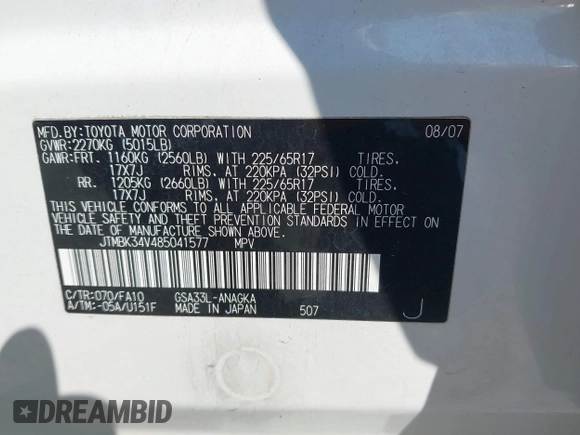 MFD.BY:TOYOTA MOTOR CORPORATION 08/07
GVWR:2270KG (5015LB)
GAWR:FRT. 1160KG (2560LB) WITH 225/65R17 TIRES.
17X7J RIMS. AT 220KPA (32PSI) COLD.
RR. 1205KG (2660LB) WITH 225/65R17 TIRES.
17X7J RIMS. AT 220KPA (32PSI) COLD.
THIS VEHICLE CONFORMS TO ALL APPLICABLE FEDERAL MOTOR
VEHICLE SAFETY AND THEFT PREVENTION STANDARDS IN EFFECT ON
THE DATE OF MANUFACTURE SHOWN ABOVE.
JTMBK34V485041577 MPV
C/TR:070/FA10 GSA33L-ANAGKA
A/TM:-05A/U151F MADE IN JAPAN 507 J
DREAMBID